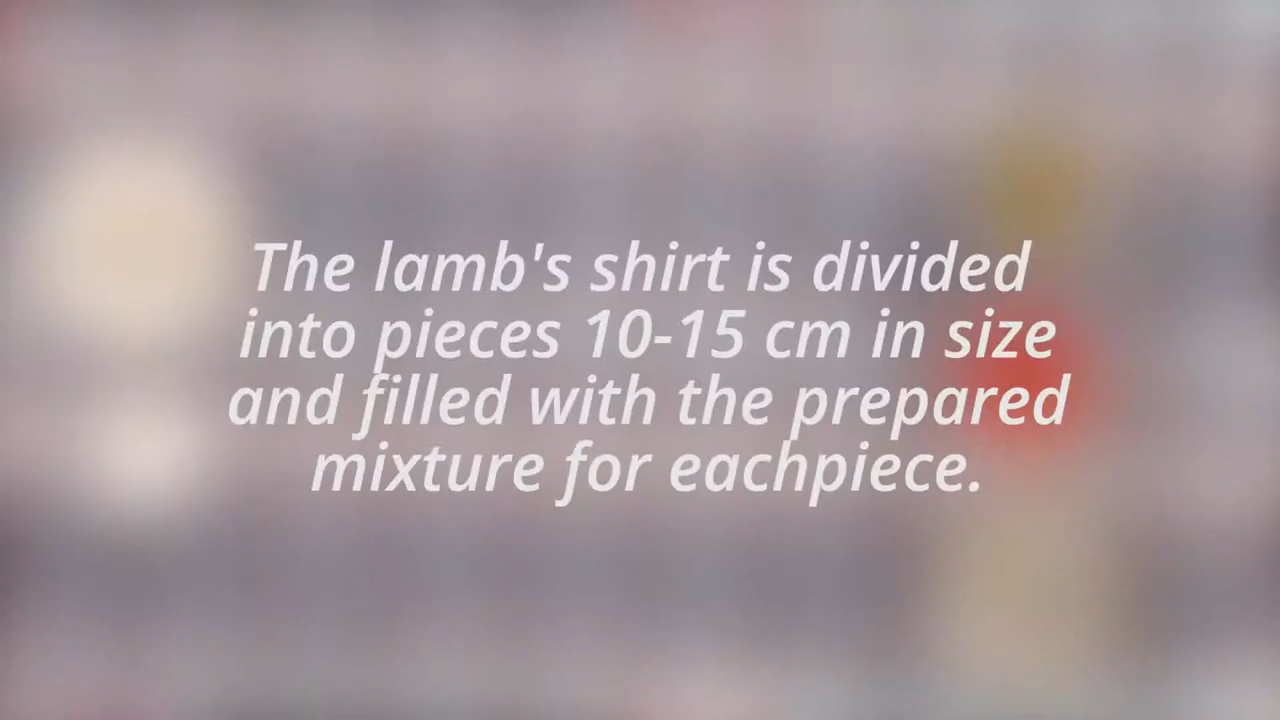 The lamb's shirt is divided
into pieces 10-15 cm in size
and filled with the prepared
mixture for eachpiece.